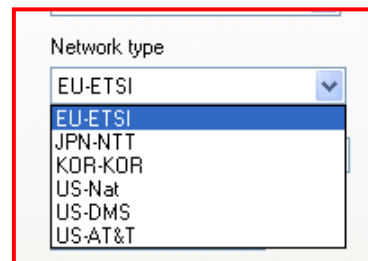 Network type
EU-ETSI
EU-ETSI
JPN-NTT
KOR-KOR
US-Nat
US-DMS
US-AT&T